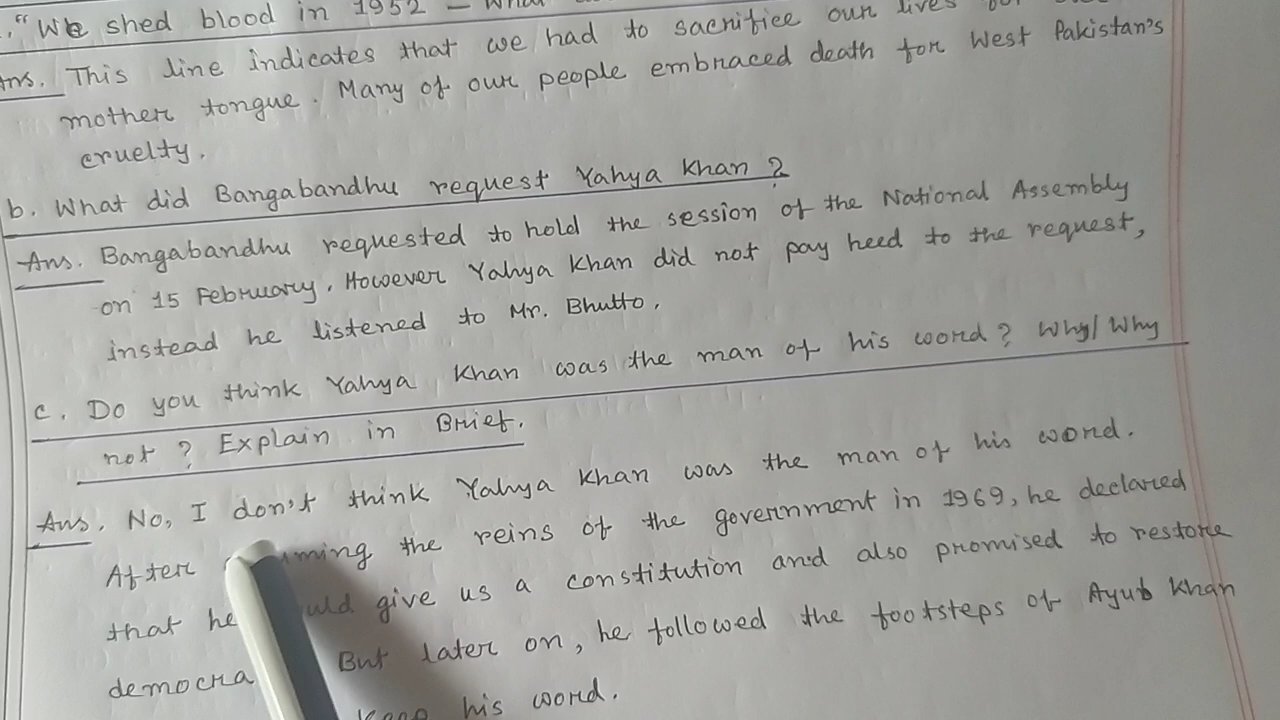 . "We shed blood in 1952 – What
Ans. This line indicates that we had to sacrifice our lives
mother tongue. Many of our people embraced death for West Pakistan's
cruelty.
b. What did Bangabandhu request Yahya Khan?
Ans. Bangabandhu requested to hold the session of the National Assembly
on 15 February. However Yahya Khan did not pay heed to the request,
instead he listened to Mr. Bhutto.
c. Do you think Yahya Khan was the man of his word? Why/Why
not? Explain in Brief.
Ans. No, I don't think Yahya Khan was the man of his word.
After uming the reins of the government in 1969, he declared
that he uld give us a constitution and also promised to restore
democra But later on, he followed the footsteps of Ayub Khan
keep his word.